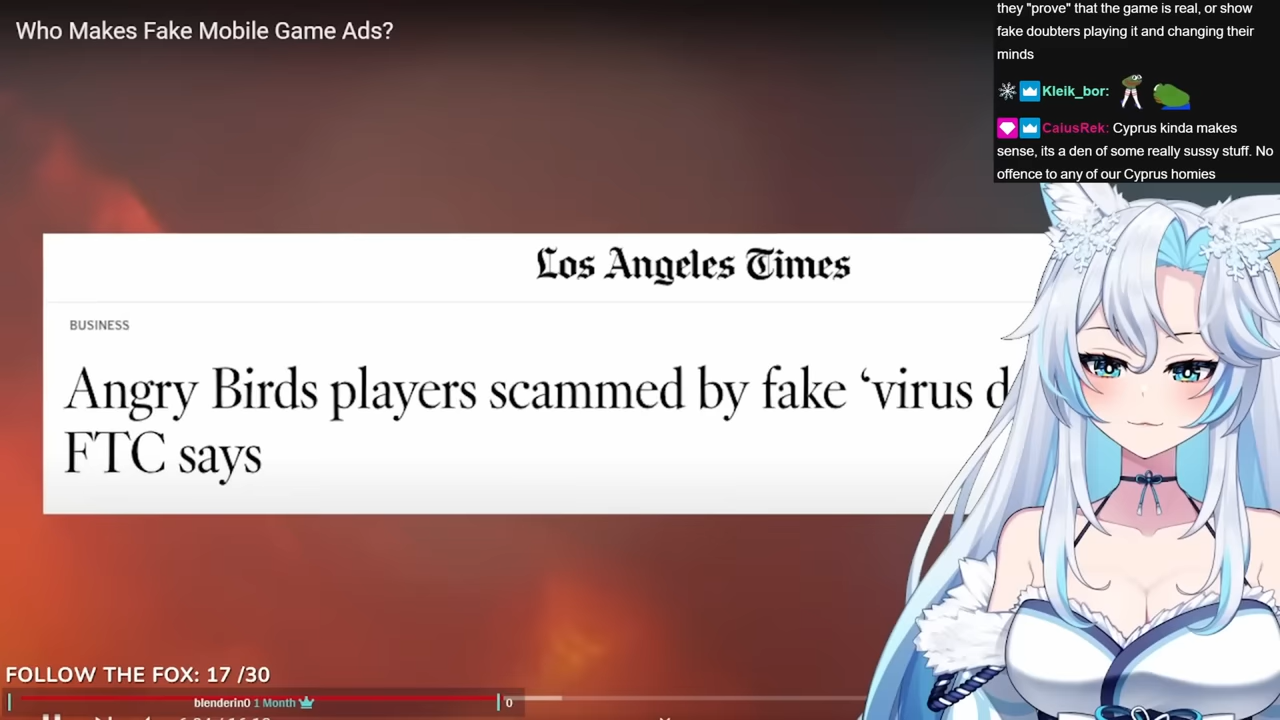 Who Makes Fake Mobile Game Ads?
they "prove" that the game is real, or show
fake doubters playing it and changing their
minds
Kleik_bor:
CaiusRek: Cyprus kinda makes
sense, its a den of some really sussy stuff. No
offence to any of our Cyprus homies
Los Angeles Times
BUSINESS
Angry Birds players scammed by fake ‘virus d
FTC says
FOLLOW THE FOX: 17 /30
blenderin0 1 Month
0